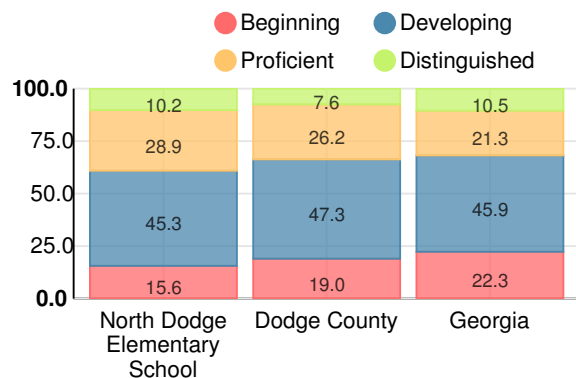 Beginning Developing
Proficient Distinguished
100.0
75.0
50.0
25.0
0.0
10.2 7.6 10.5
28.9 26.2 21.3
45.3 47.3 45.9
15.6 19.0 22.3
North Dodge Dodge County Georgia
Elementary
School